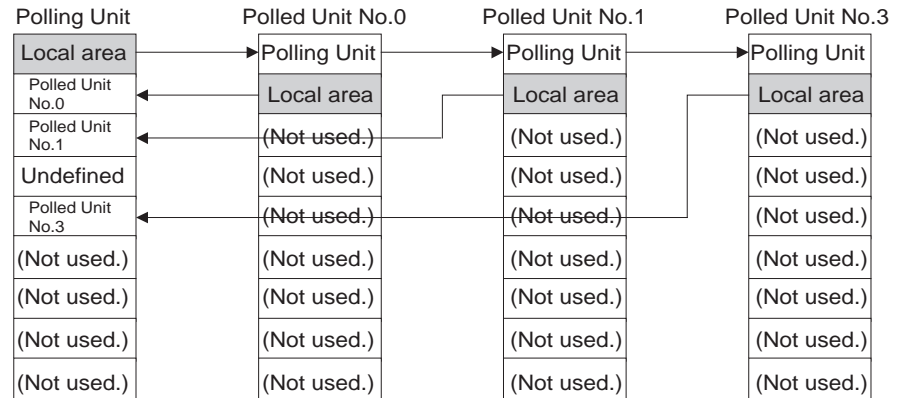 Polling Unit Polled Unit No.0 Polled Unit No.1 Polled Unit No.3
Local area Polling Unit Polling Unit Polling Unit
Polled Unit
No.0
Local area Local area Local area
Polled Unit
No.1
(Not used.) (Not used.) (Not used.)
Undefined (Not used.) (Not used.) (Not used.)
Polled Unit
No.3
(Not used.) (Not used.) (Not used.)
(Not used.) (Not used.) (Not used.) (Not used.)
(Not used.) (Not used.) (Not used.) (Not used.)
(Not used.) (Not used.) (Not used.) (Not used.)
(Not used.) (Not used.) (Not used.) (Not used.)